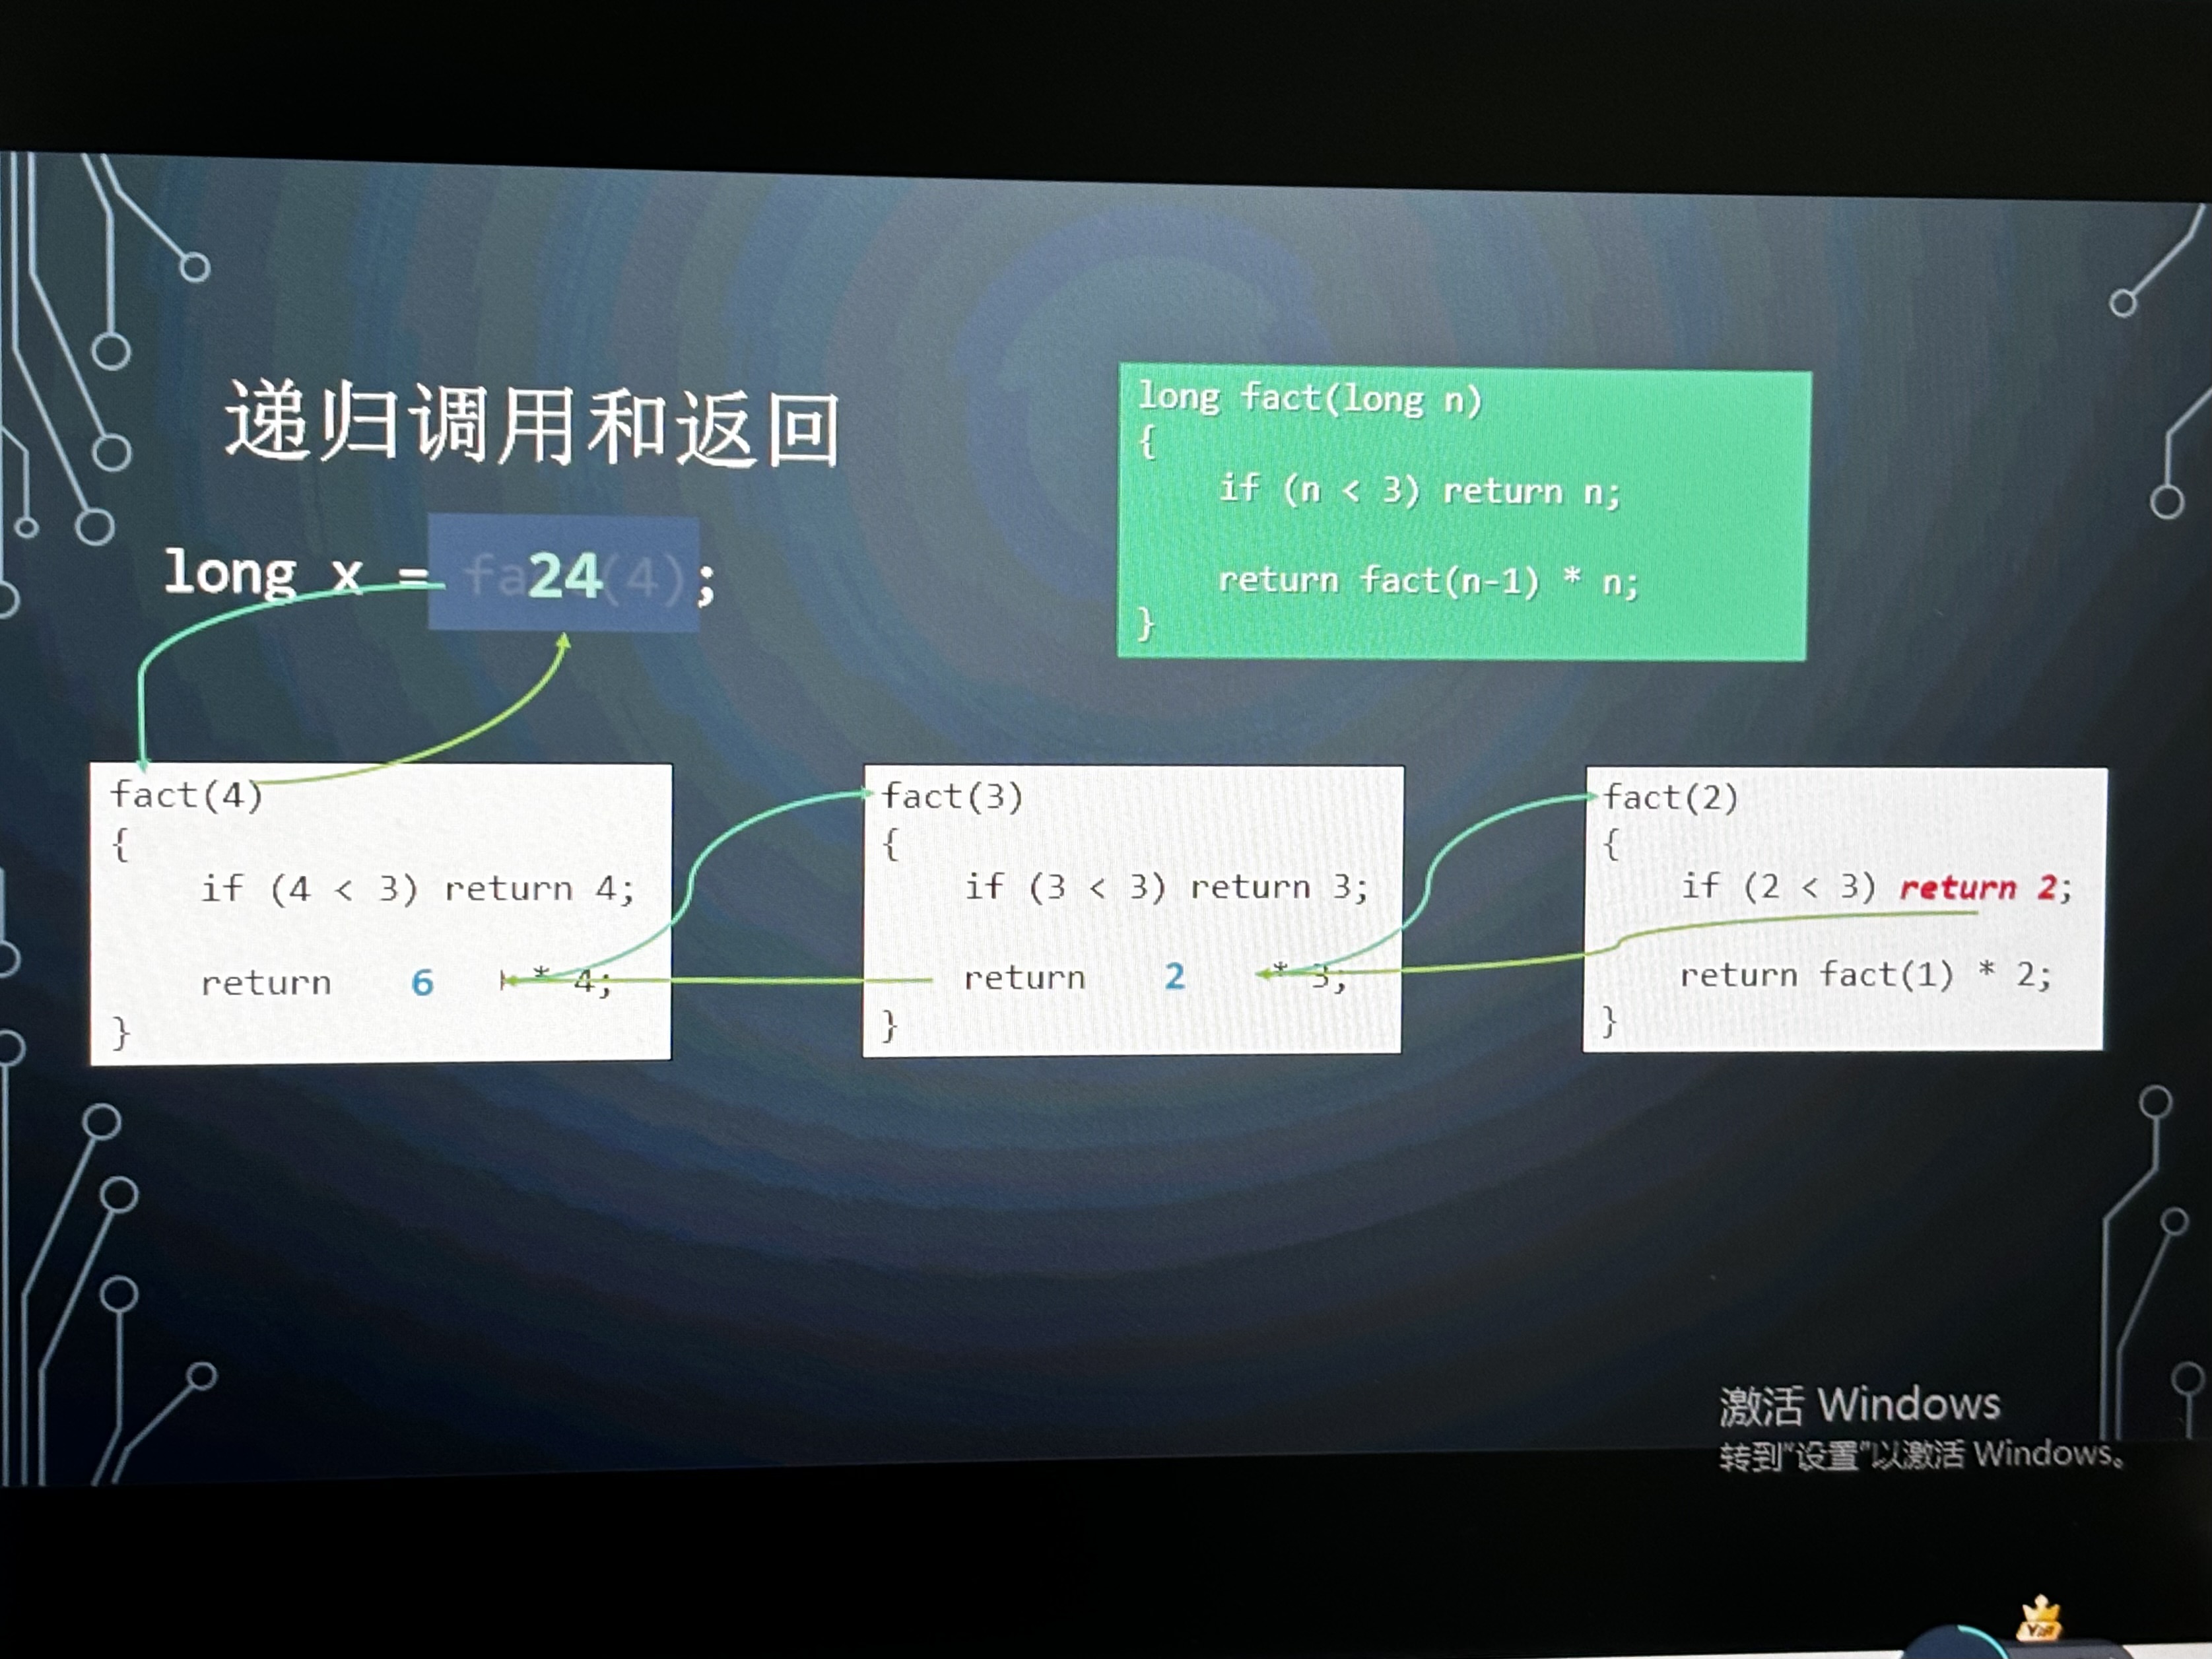 递归调用和返回
long x = 24;
long fact(long n)
{
if (n < 3) return n;
return fact(n-1) * n;
}
fact(4)
{
if (4 < 3) return 4;
return 6 * 4;
}
fact(3)
{
if (3 < 3) return 3;
return 2 * 3;
}
fact(2)
{
if (2 < 3) return 2;
return fact(1) * 2;
}
激活 Windows
转到“设置”以激活 Windows。